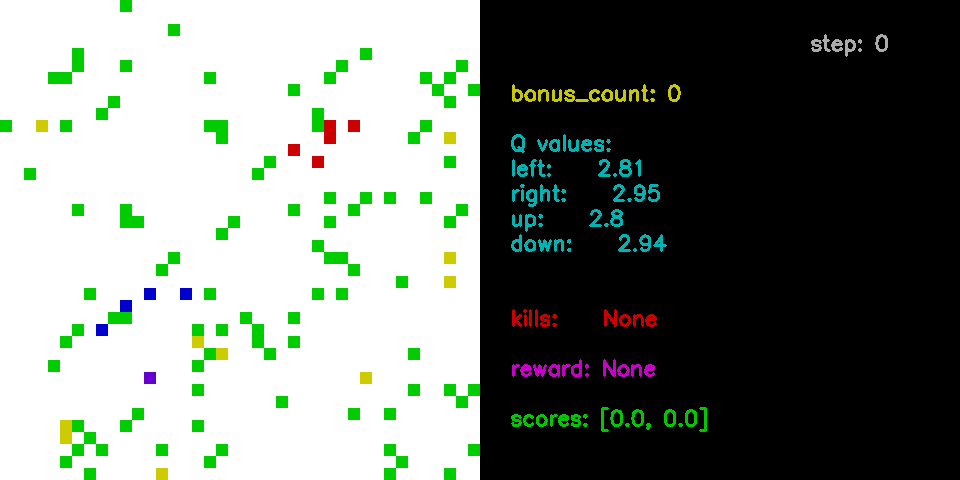 step: 0
bonus_count: 0
Q values:
left: 2.81
right: 2.95
up: 2.8
down: 2.94
kills: None
reward: None
scores: [0.0, 0.0]